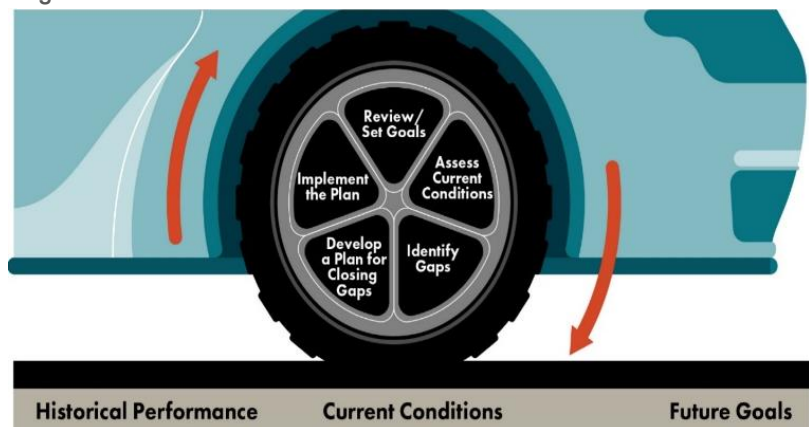 Review/
Set Goals
Assess
Current
Conditions
Identify
Gaps
Develop
a Plan for
Closing
Gaps
Implement
the Plan
Historical Performance
Current Conditions
Future Goals